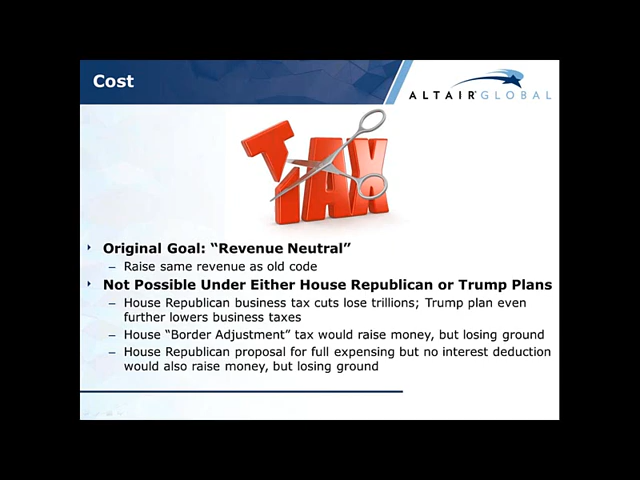 Cost
ALTAIR GLOBAL
TAX
Original Goal: “Revenue Neutral”
– Raise same revenue as old code
Not Possible Under Either House Republican or Trump Plans
– House Republican business tax cuts lose trillions; Trump plan even
further lowers business taxes
– House “Border Adjustment” tax would raise money, but losing ground
– House Republican proposal for full expensing but no interest deduction
would also raise money, but losing ground